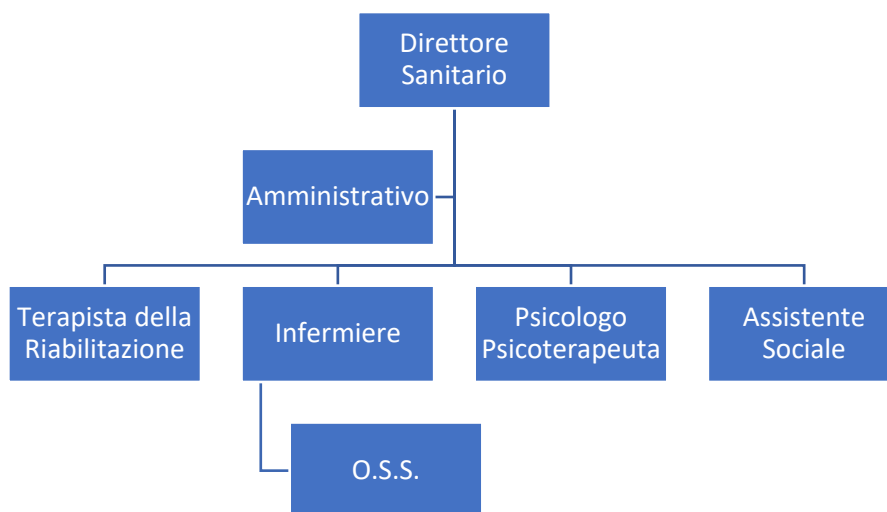 Direttore
Sanitario
Amministrativo
Terapista della
Riabilitazione
Infermiere
Psicologo
Psicoterapeuta
Assistente
Sociale
O.S.S.